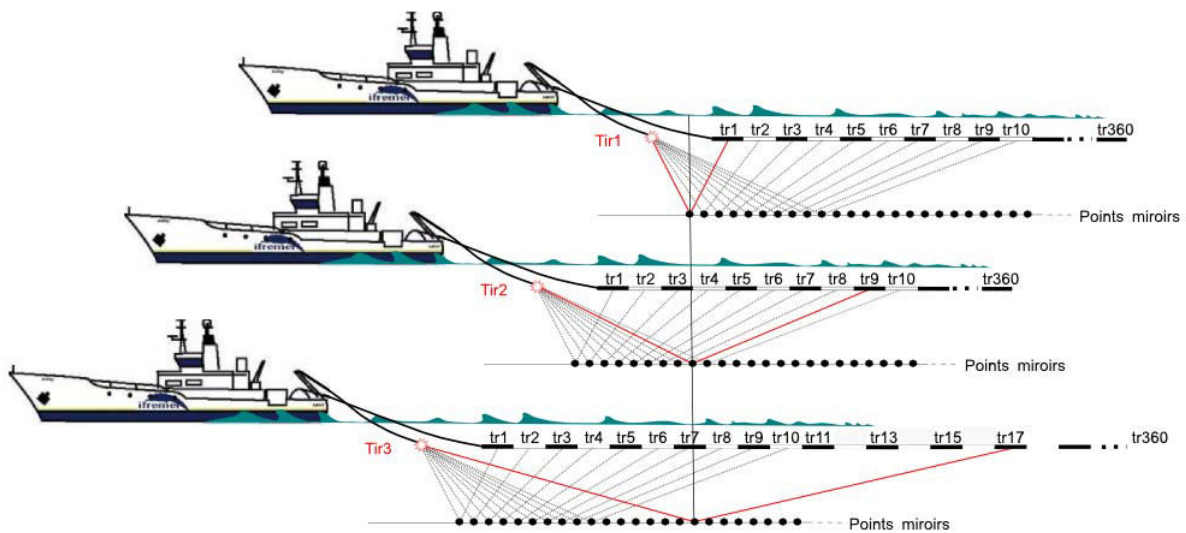 ifremer
tr1 tr2 tr3 tr4 tr5 tr6 tr7 tr8 tr9 tr10 tr360
Tir1
Points miroirs
ifremer
tr1 tr2 tr3 tr4 tr5 tr6 tr7 tr8 tr9 tr10 tr360
Tir2
Points miroirs
ifremer
tr1 tr2 tr3 tr4 tr5 tr6 tr7 tr8 tr9 tr10 tr11 tr13 tr15 tr17 tr360
Tir3
Points miroirs